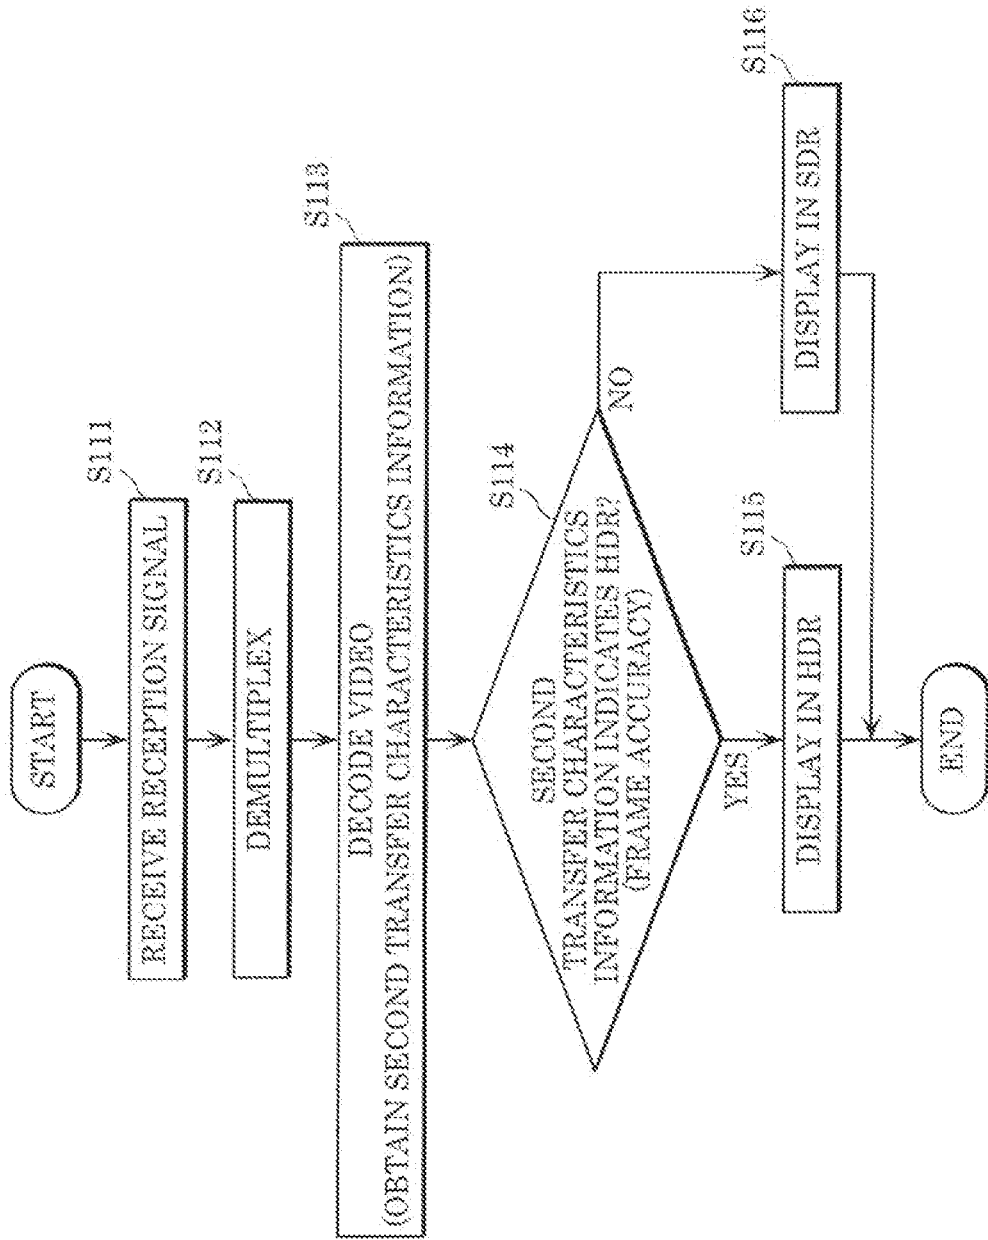 START
S111
RECEIVE RECEPTION SIGNAL
S112
DEMULTIPLEX
S113
DECODE VIDEO
(OBTAIN SECOND TRANSFER CHARACTERISTICS INFORMATION)
S114
SECOND
TRANSFER CHARACTERISTICS
INFORMATION INDICATES HDR?
(FRAME ACCURACY)
NO
YES
S115
DISPLAY IN HDR
S116
DISPLAY IN SDR
END